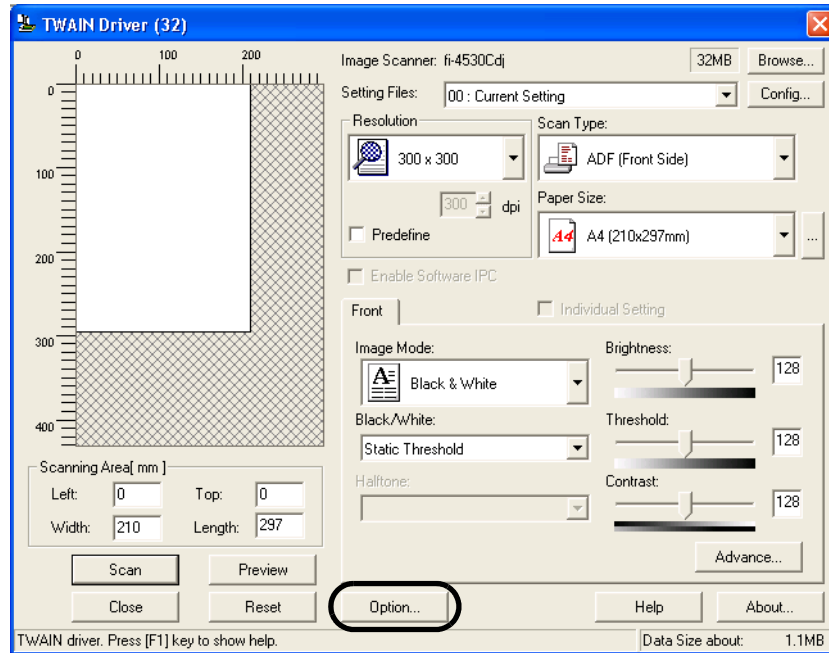 TWAIN Driver (32)
0 100 200
0
100
200
300
400
Image Scanner: fi-4530Cdj 32MB Browse...
Setting Files: 00 : Current Setting Config...
Resolution
300 x 300
300 dpi
Predefine
Scan Type:
ADF (Front Side)
Paper Size:
A4 A4 (210x297mm) ...
Enable Software IPC
Front Individual Setting
Image Mode:
A Black & White
Black/White:
Static Threshold
Halftone:
Brightness:
128
Threshold:
128
Contrast:
128
Advance...
Scanning Area[ mm ]
Left: 0 Top: 0
Width: 210 Length: 297
Scan Preview
Close Reset Option... Help About...
TWAIN driver. Press [F1] key to show help. Data Size about: 1.1MB